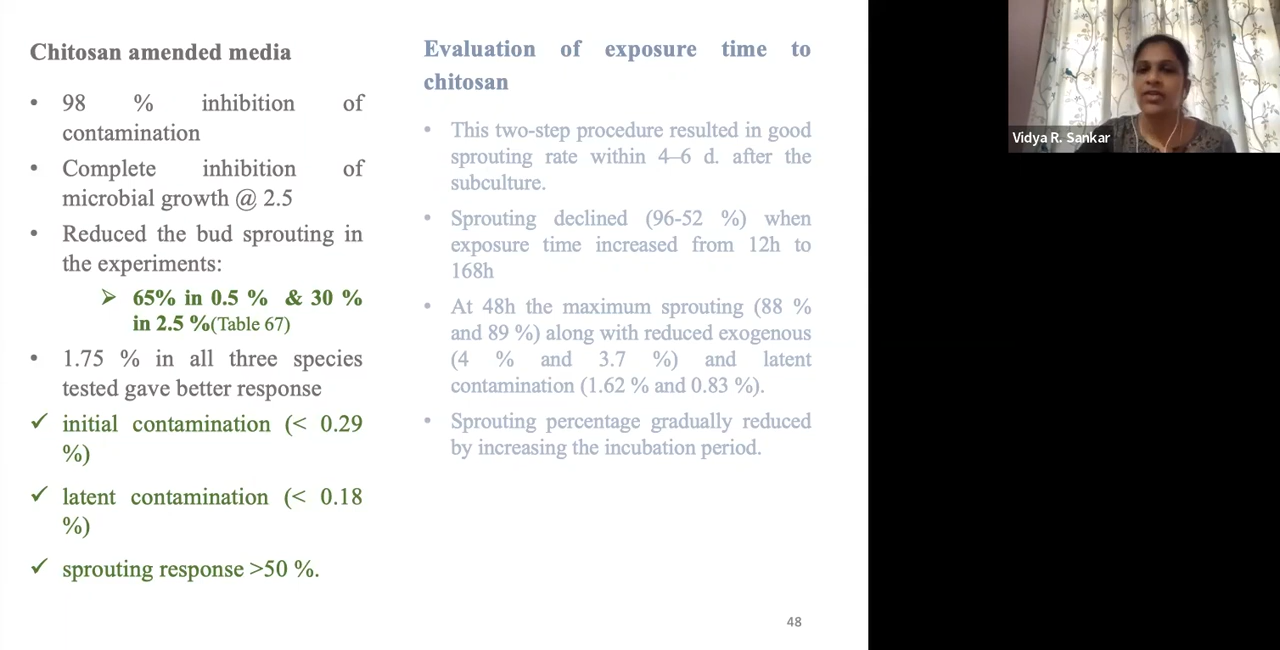 Chitosan amended media
• 98 % inhibition of
contamination
• Complete inhibition of
microbial growth @ 2.5
• Reduced the bud sprouting in
the experiments:
➢ 65% in 0.5 % & 30 %
in 2.5 %(Table 67)
• 1.75 % in all three species
tested gave better response
✓ initial contamination (< 0.29
%)
✓ latent contamination (< 0.18
%)
✓ sprouting response >50 %.
Evaluation of exposure time to
chitosan
• This two-step procedure resulted in good
sprouting rate within 4–6 d. after the
subculture.
• Sprouting declined (96-52 %) when
exposure time increased from 12h to
168h
• At 48h the maximum sprouting (88 %
and 89 %) along with reduced exogenous
(4 % and 3.7 %) and latent
contamination (1.62 % and 0.83 %).
• Sprouting percentage gradually reduced
by increasing the incubation period.
48
Vidya R. Sankar